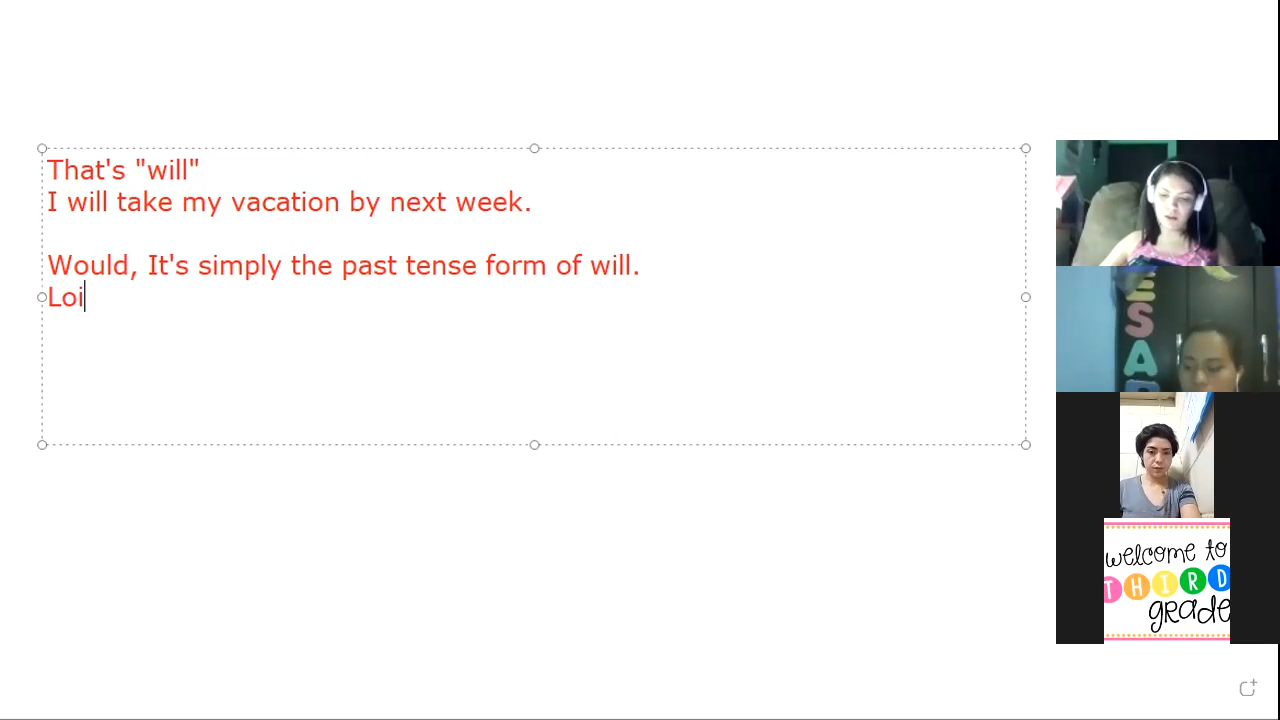 That's "will"
I will take my vacation by next week.
Would, It's simply the past tense form of will.
Loi
E
S
A
welcome to
THIRD
grade